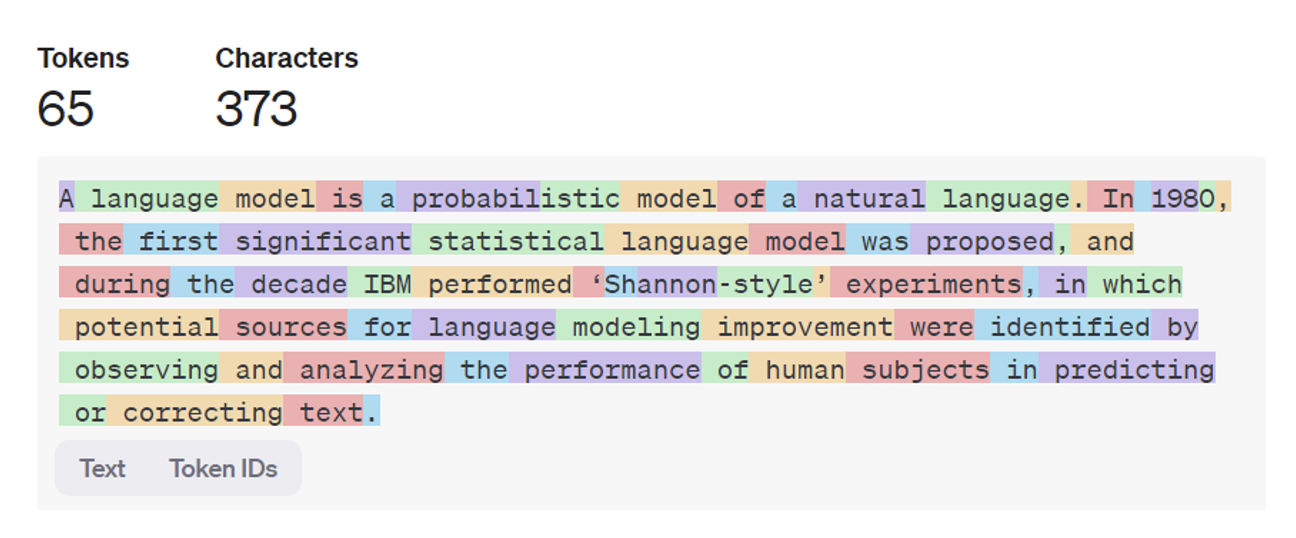 Tokens Characters
65 373
A language model is a probabilistic model of a natural language. In 1980,
the first significant statistical language model was proposed, and
during the decade IBM performed ‘Shannon-style’ experiments, in which
potential sources for language modeling improvement were identified by
observing and analyzing the performance of human subjects in predicting
or correcting text.
Text Token IDs